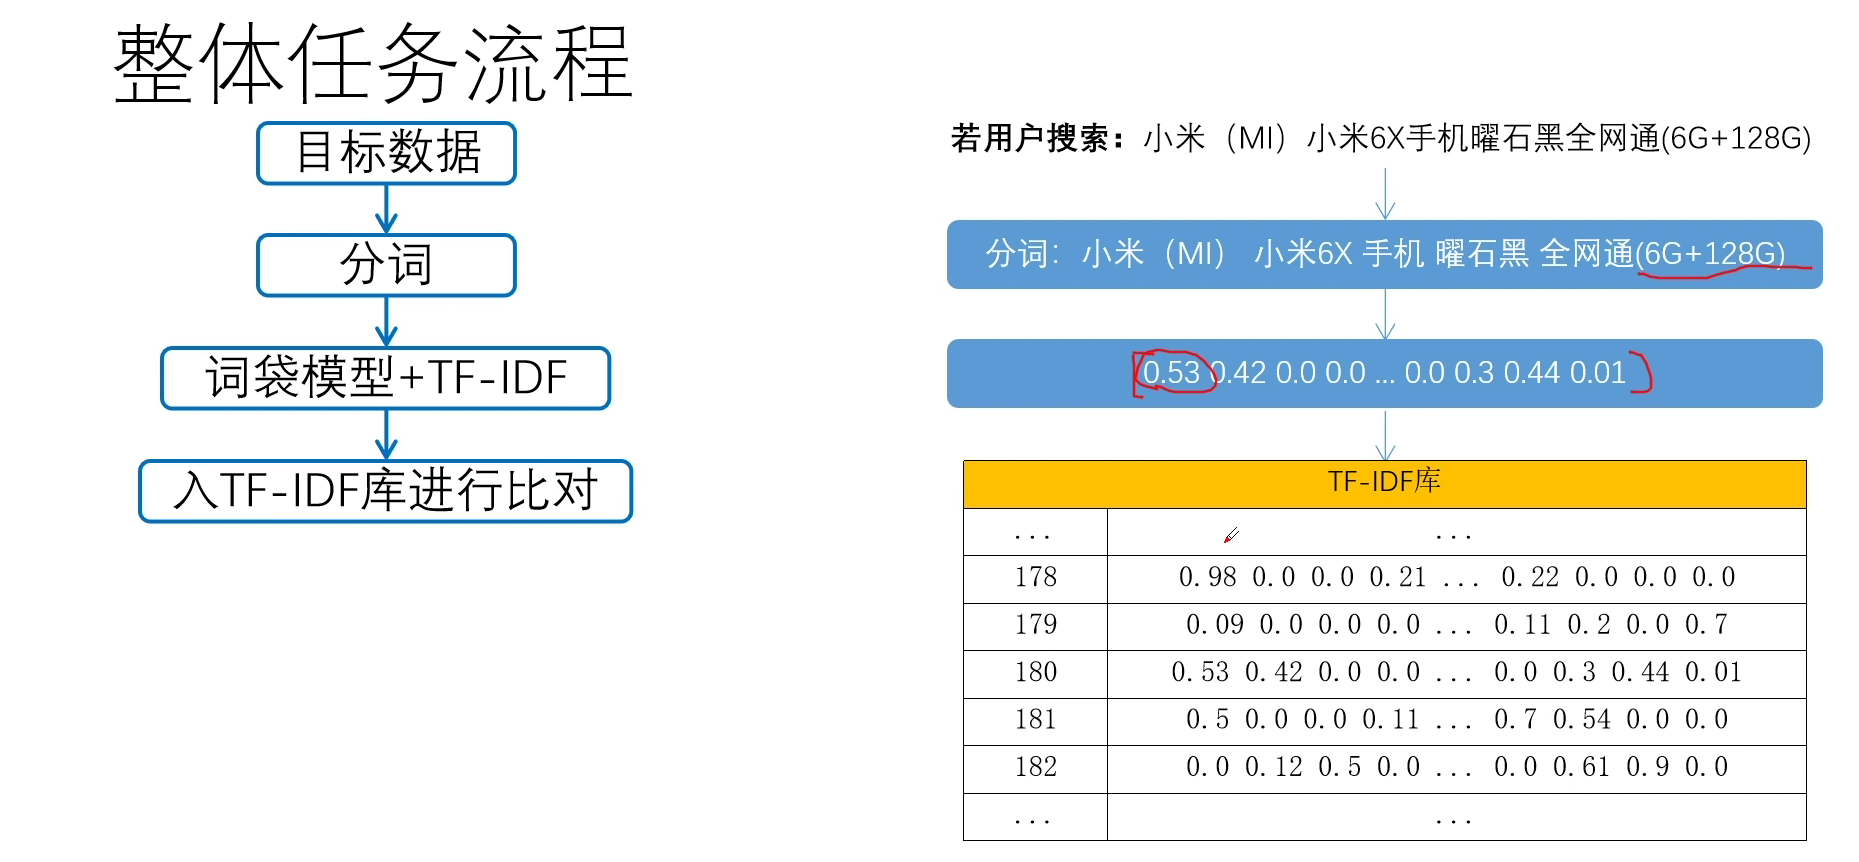 整体任务流程
目标数据
分词
词袋模型+TF-IDF
入TF-IDF库进行比对
若用户搜索：小米（MI）小米6X手机曜石黑全网通(6G+128G)
分词：小米（MI） 小米6X 手机 曜石黑 全网通(6G+128G)
0.53 0.42 0.0 0.0 ... 0.0 0.3 0.44 0.01
TF-IDF库
... ...
178 0.98 0.0 0.0 0.21 ... 0.22 0.0 0.0 0.0
179 0.09 0.0 0.0 0.0 ... 0.11 0.2 0.0 0.7
180 0.53 0.42 0.0 0.0 ... 0.0 0.3 0.44 0.01
181 0.5 0.0 0.0 0.11 ... 0.7 0.54 0.0 0.0
182 0.0 0.12 0.5 0.0 ... 0.0 0.61 0.9 0.0
... ...